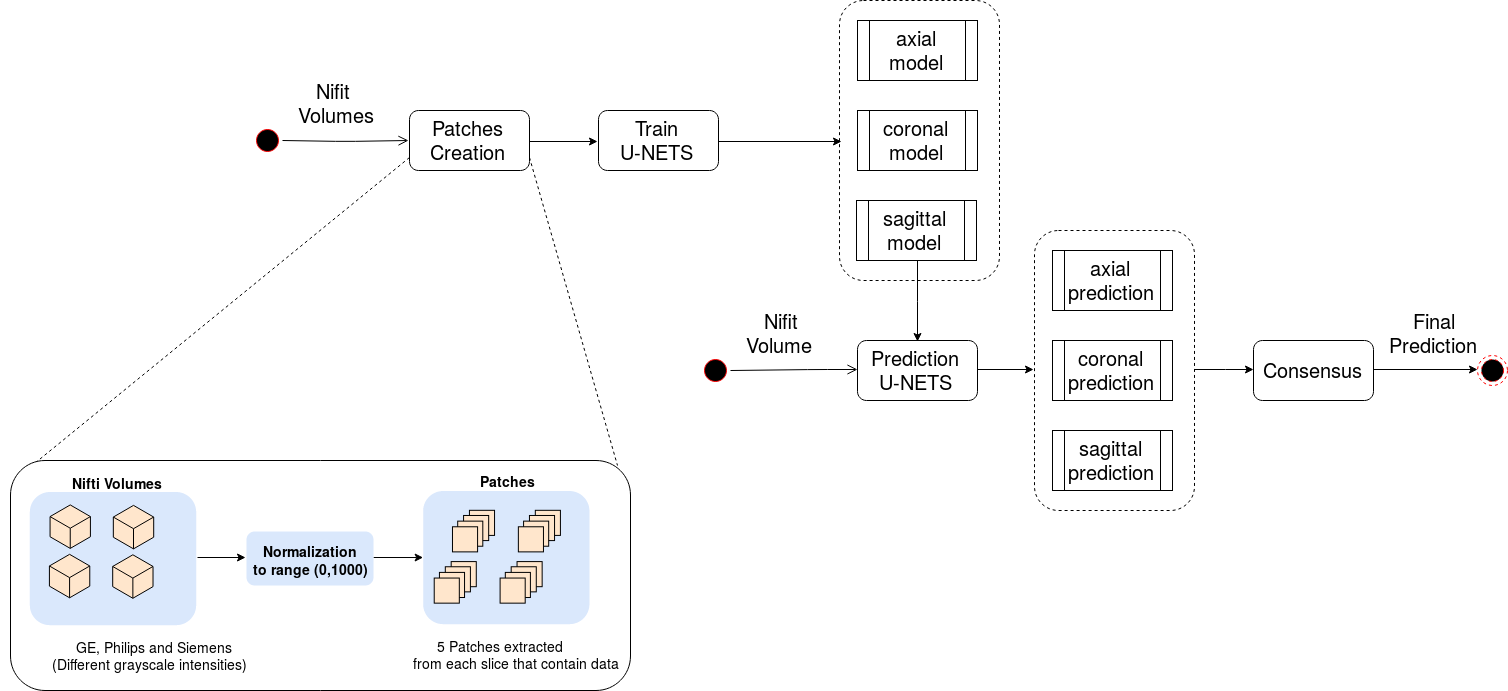 Nifit
Volumes
Patches
Creation
Train
U-NETS
axial
model
coronal
model
sagittal
model
Nifit
Volume
Prediction
U-NETS
axial
prediction
coronal
prediction
sagittal
prediction
Consensus
Final
Prediction
Nifti Volumes
Normalization
to range (0,1000)
Patches
GE, Philips and Siemens
(Different grayscale intensities)
5 Patches extracted
from each slice that contain data